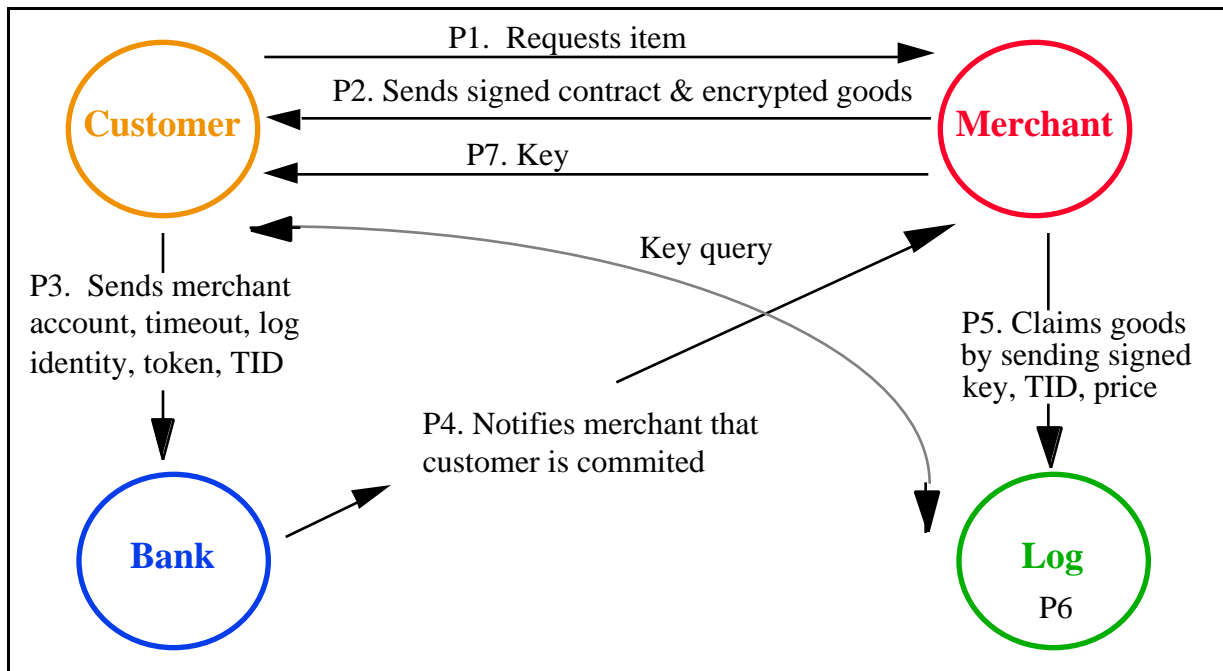 P1.  Requests item
P2. Sends signed contract & encrypted goods
Customer
Merchant
P7. Key
Key query
P3.  Sends merchant
account, timeout, log
identity, token, TID
P5. Claims goods
by sending signed
key, TID, price
P4. Notifies merchant that
customer is commited
Bank
Log
P6